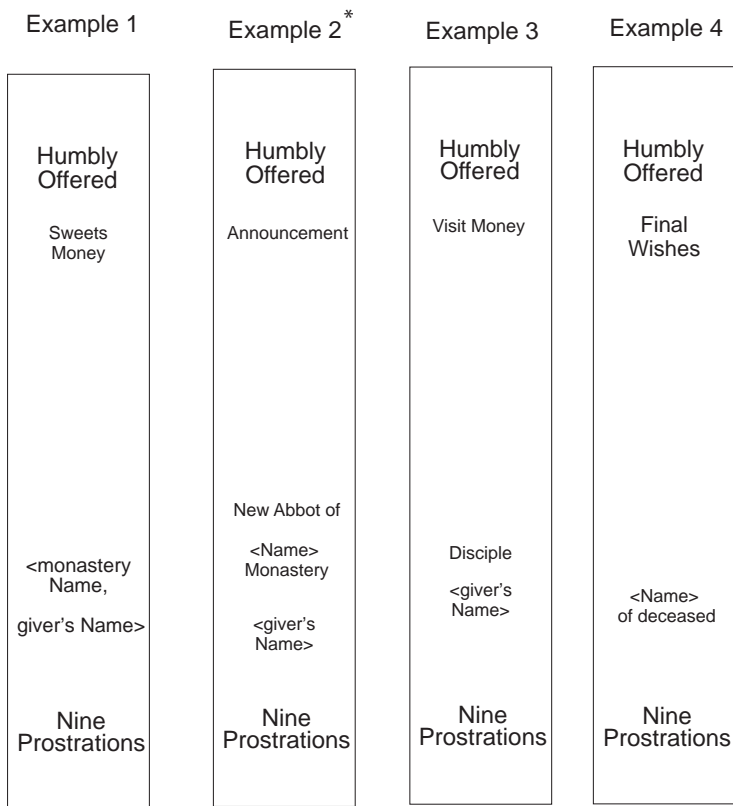 Example 1
Humbly
Offered
Sweets
Money
<monastery
Name,
giver's Name>
Nine
Prostrations
Example 2*
Humbly
Offered
Announcement
New Abbot of
<Name>
Monastery
<giver's
Name>
Nine
Prostrations
Example 3
Humbly
Offered
Visit Money
Disciple
<giver's
Name>
Nine
Prostrations
Example 4
Humbly
Offered
Final
Wishes
<Name>
of deceased
Nine
Prostrations